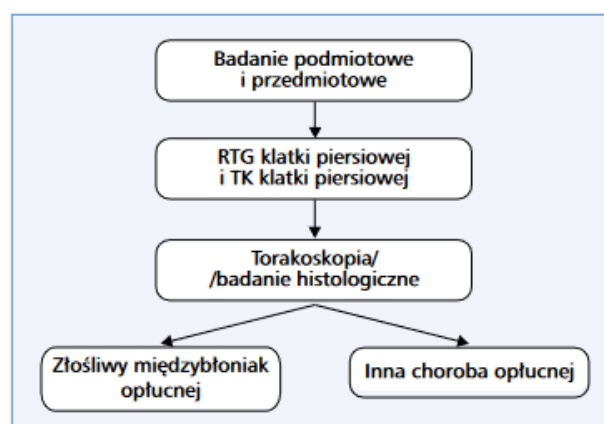 Badanie podmiotowe
i przedmiotowe
RTG klatki piersiowej
i TK klatki piersiowej
Torakoskopia/
/badanie histologiczne
Złośliwy międzybłoniak
opłucnej
Inna choroba opłucnej